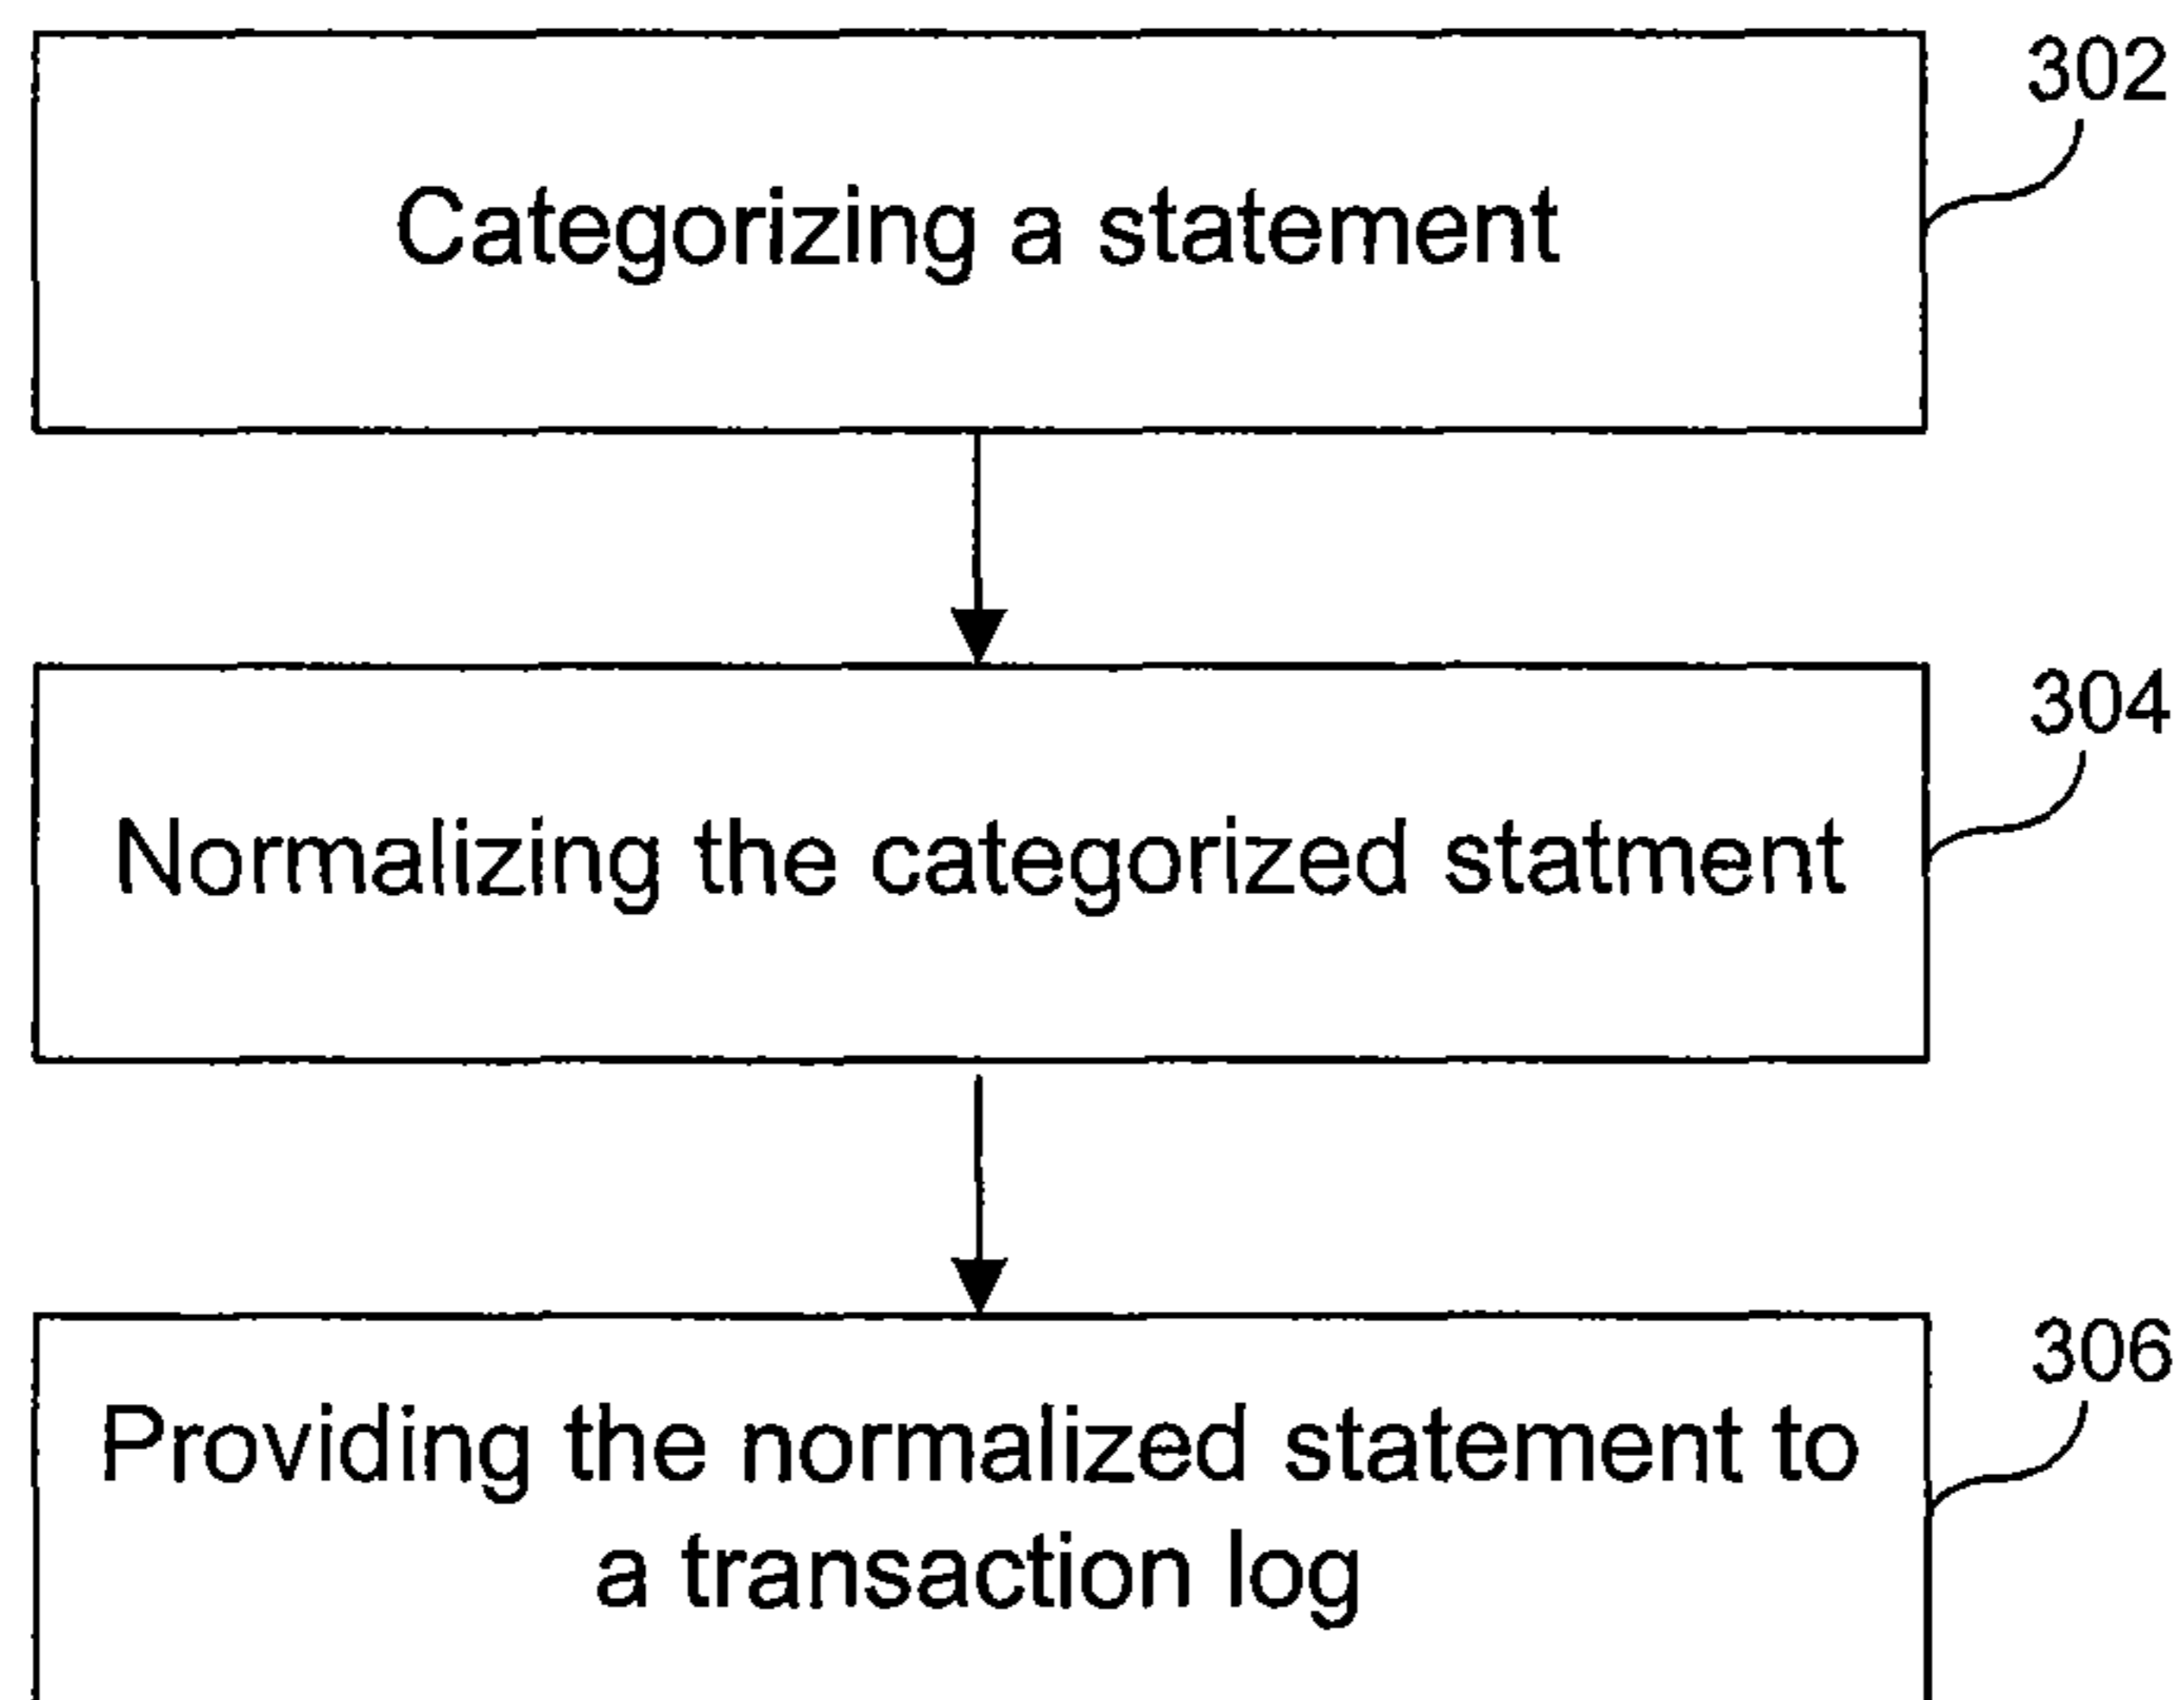 302
Categorizing a statement
304
Normalizing the categorized statment
306
Providing the normalized statement to
a transaction log